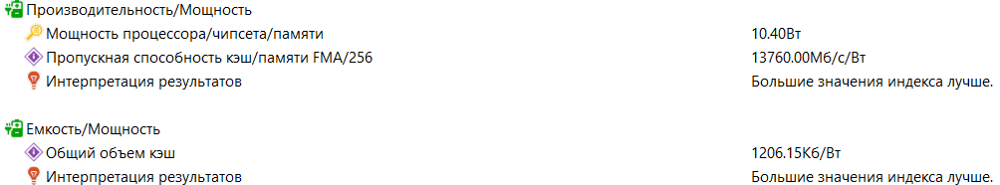 Производительность/Мощность
Мощность процессора/чипсета/памяти 10.40Вт
Пропускная способность кэш/памяти FMA/256 13760.00Мб/с/Вт
Интерпретация результатов Большие значения индекса лучше.
Емкость/Мощность
Общий объем кэш 1206.15Кб/Вт
Интерпретация результатов Большие значения индекса лучше.